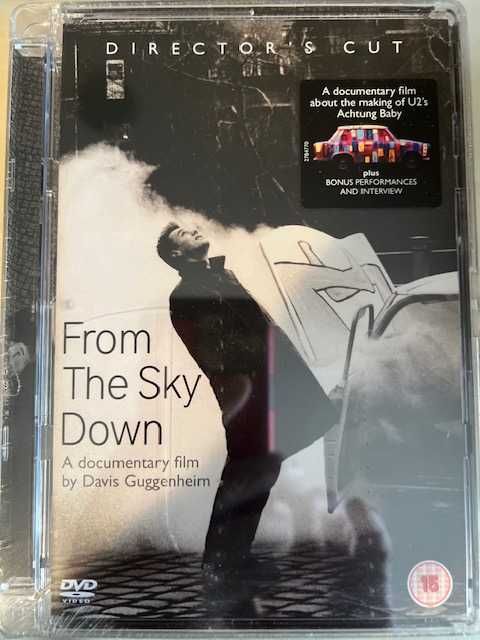 DIRECTOR'S CUT
A documentary film
about the making of U2's
Achtung Baby
2784770
plus
BONUS PERFORMANCES
AND INTERVIEW
From
The Sky
Down
A documentary film
by Davis Guggenheim
DVD
VIDEO
15